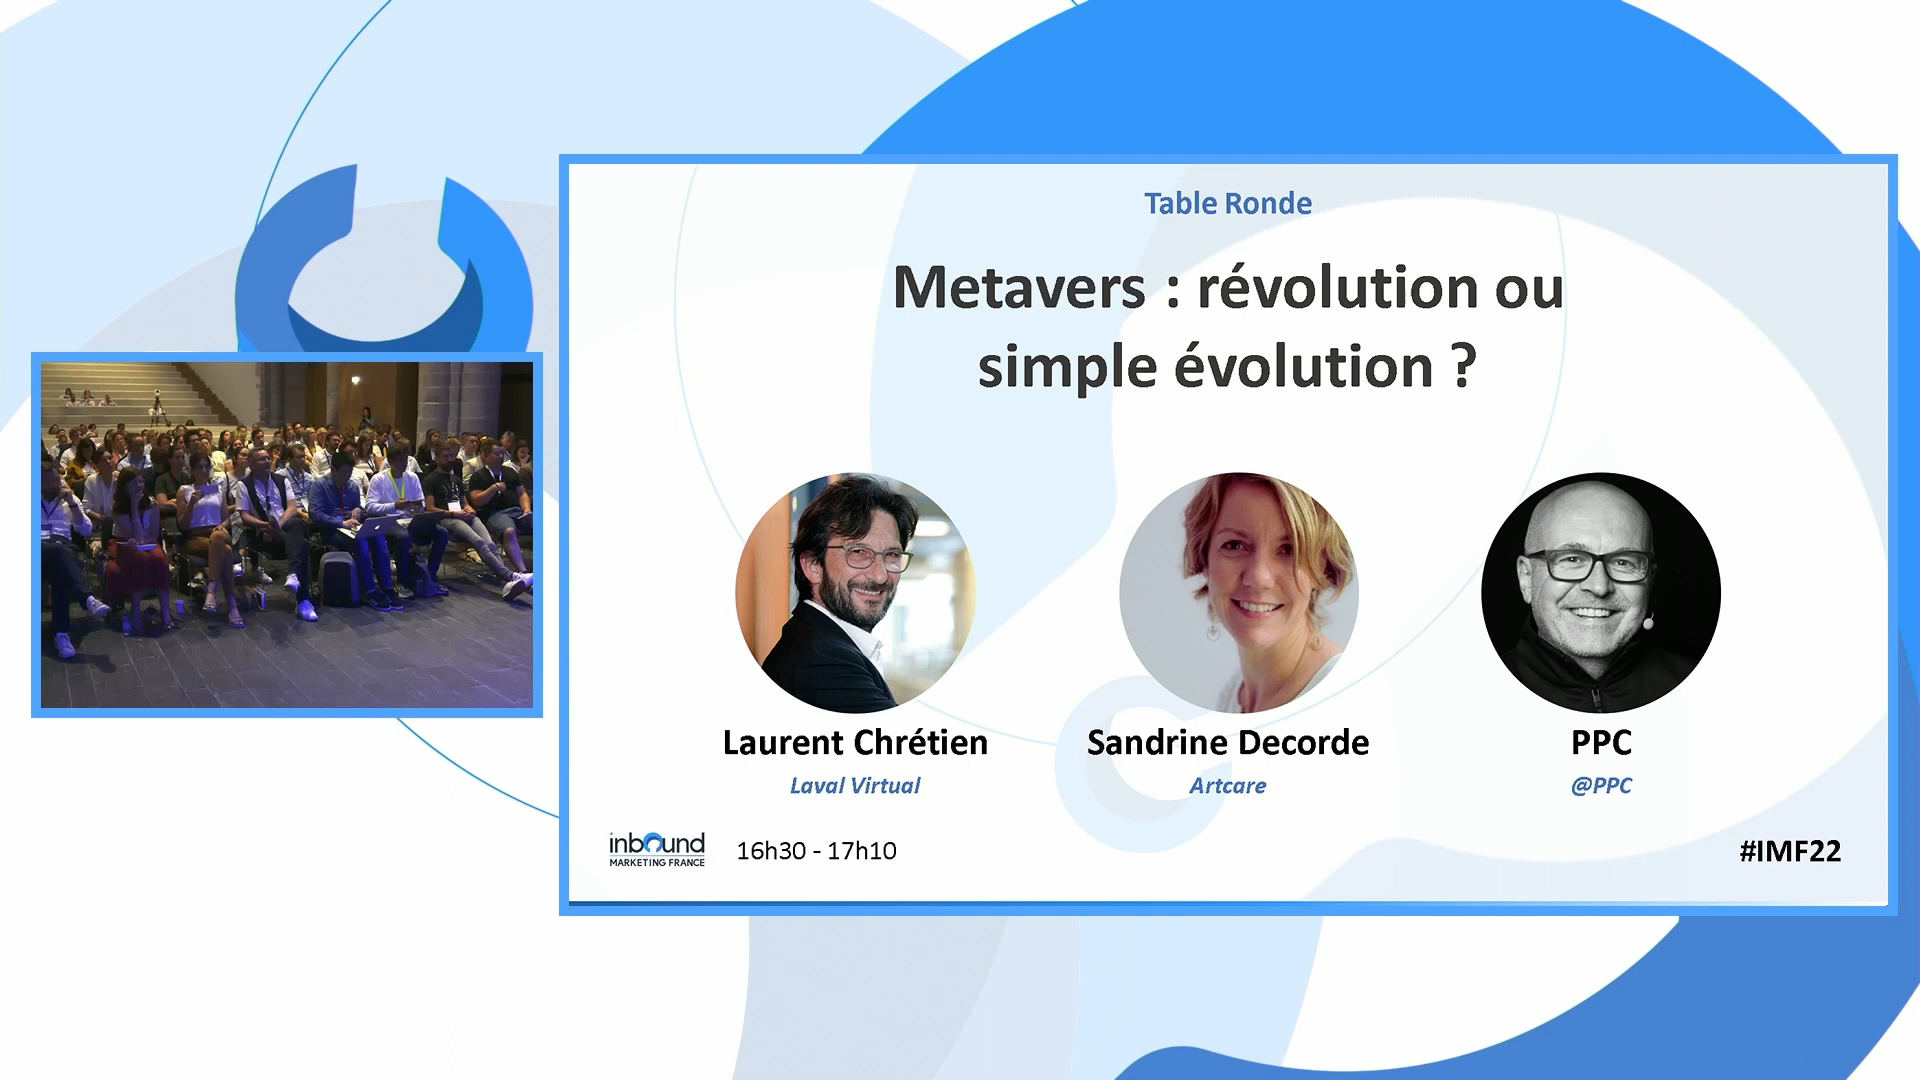 Table Ronde
Metavers : révolution ou
simple évolution ?
Laurent Chrétien
Laval Virtual
Sandrine Decorde
Artcare
PPC
@PPC
inbound
MARKETING FRANCE
16h30 - 17h10
#IMF22